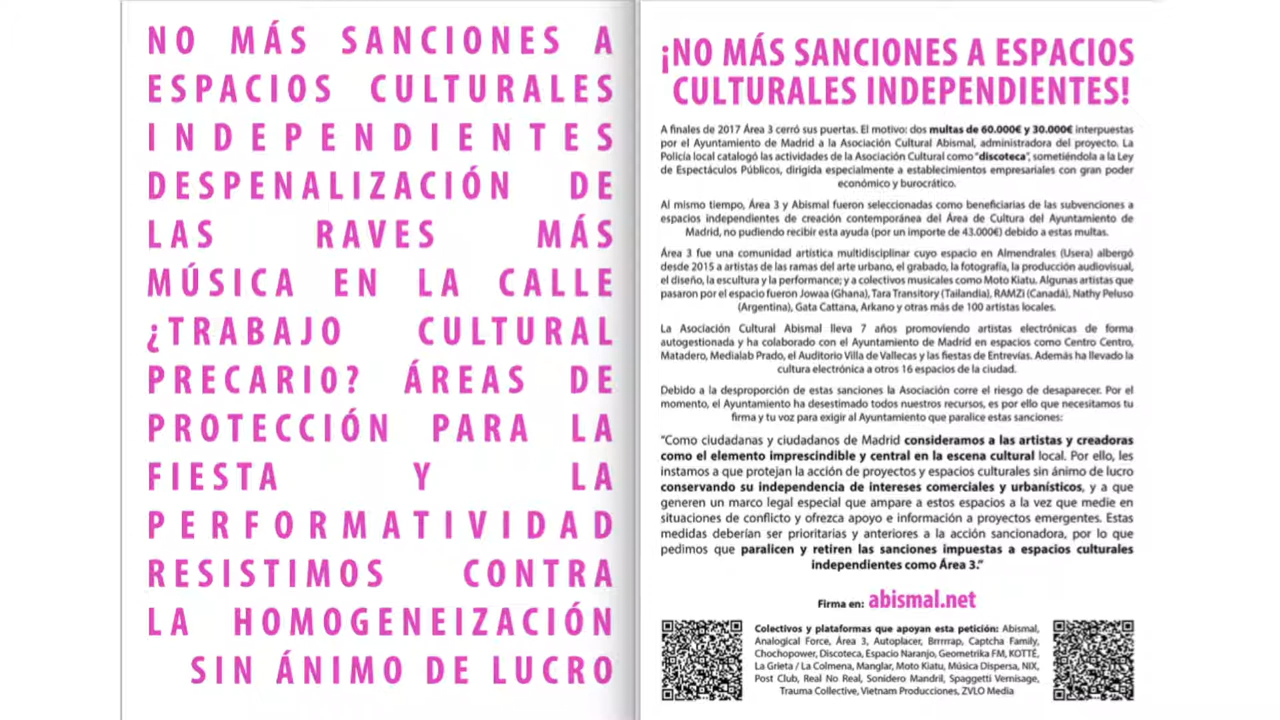 NO MÁS SANCIONES A
ESPACIOS CULTURALES
INDEPENDIENTES
DESPENALIZACIÓN DE
LAS RAVES MÁS
MÚSICA EN LA CALLE
¿TRABAJO CULTURAL
PRECARIO? ÁREAS DE
PROTECCIÓN PARA LA
FIESTA Y LA
PERFORMATIVIDAD
RESISTIMOS CONTRA
LA HOMOGENEIZACIÓN
SIN ÁNIMO DE LUCRO
¡NO MÁS SANCIONES A ESPACIOS
CULTURALES INDEPENDIENTES!
A finales de 2017 Área 3 cerró sus puertas. El motivo: dos multas de 60.000€ y 30.000€ interpuestas
por el Ayuntamiento de Madrid a la Asociación Cultural Abismal, administradora del proyecto. La
Policía local catalogó las actividades de la Asociación Cultural como "discoteca", sometiéndola a la Ley
de Espectáculos Públicos, dirigida especialmente a establecimientos empresariales con gran poder
económico y burocrático.
Al mismo tiempo, Área 3 y Abismal fueron seleccionadas como beneficiarias de las subvenciones a
espacios independientes de creación contemporánea del Área de Cultura del Ayuntamiento de
Madrid, no pudiendo recibir esta ayuda (por un importe de 43.000€) debido a estas multas.
Área 3 fue una comunidad artística multidisciplinar cuyo espacio en Almendrales (Usera) albergó
desde 2015 a artistas de las ramas del arte urbano, el grabado, la fotografía, la producción audiovisual,
el diseño, la escultura y la performance; y a colectivos musicales como Moto Kiatu. Algunas artistas que
pasaron por el espacio fueron Jowaa (Ghana), Tara Transitory (Tailandia), RAMZi (Canadá), Nathy Peluso
(Argentina), Gata Cattana, Arkano y otras más de 100 artistas locales.
La Asociación Cultural Abismal lleva 7 años promoviendo artistas electrónicas de forma
autogestionada y ha colaborado con el Ayuntamiento de Madrid en espacios como Centro Centro,
Matadero, Medialab Prado, el Auditorio Villa de Vallecas y las fiestas de Entrevías. Además ha llevado la
cultura electrónica a otros 16 espacios de la ciudad.
Debido a la desproporción de estas sanciones la Asociación corre el riesgo de desaparecer. Por el
momento, el Ayuntamiento ha desestimado todos nuestros recursos, es por ello que necesitamos tu
firma y tu voz para exigir al Ayuntamiento que paralice estas sanciones:
"Como ciudadanas y ciudadanos de Madrid consideramos a las artistas y creadoras
como el elemento imprescindible y central en la escena cultural local. Por ello, les
instamos a que protejan la acción de proyectos y espacios culturales sin ánimo de lucro
conservando su independencia de intereses comerciales y urbanísticos, y a que
generen un marco legal especial que ampare a estos espacios a la vez que medie en
situaciones de conflicto y ofrezca apoyo e información a proyectos emergentes. Estas
medidas deberían ser prioritarias y anteriores a la acción sancionadora, por lo que
pedimos que paralicen y retiren las sanciones impuestas a espacios culturales
independientes como Área 3."
Firma en: abismal.net
Colectivos y plataformas que apoyan esta petición: Abismal,
Analogical Force, Área 3, Autoplacer, Brrrrrap, Captcha Family,
Chochopower, Discoteca, Espacio Naranjo, Geometrika FM, KOTTË,
La Grieta / La Colmena, Manglar, Moto Kiatu, Música Dispersa, NIX,
Post Club, Real No Real, Sonidero Mandril, Spaggetti Vernisage,
Trauma Collective, Vietnam Producciones, ZVLO Media